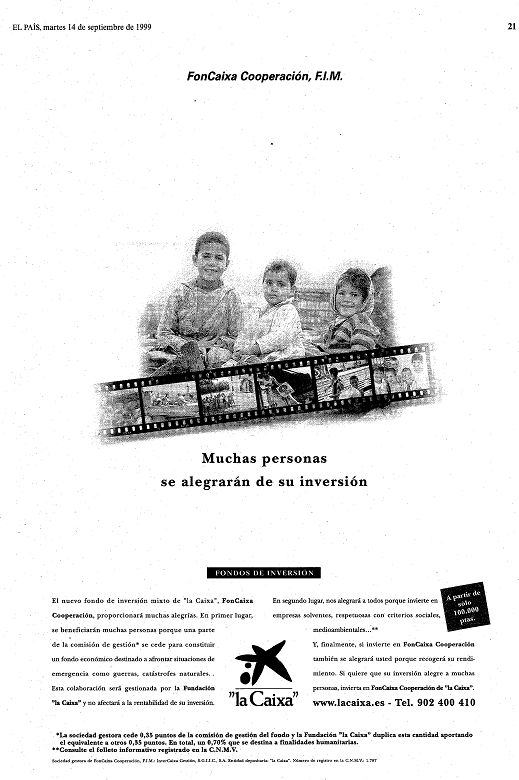 EL PAÍS, martes 14 de septiembre de 1999
21
FonCaixa Cooperación, F.I.M.
Muchas personas
se alegrarán de su inversión
FONDOS DE INVERSIÓN
El nuevo fondo de inversión mixto de "la Caixa", FonCaixa
Cooperación, proporcionará muchas alegrías. En primer lugar,
se beneficiarán muchas personas porque una parte
de la comisión de gestión* se cede para constituir
un fondo económico destinado a afrontar situaciones de
emergencia como guerras, catástrofes naturales. .
Esta colaboración será gestionada por la Fundación
"la Caixa" y no afectará a la rentabilidad de su inversión.
"la Caixa"
En segundo lugar, nos alegrará a todos porque invierte en
empresas solventes, respetuosas con criterios sociales,
medioambientales...**
Y, finalmente, si invierte en FonCaixa Cooperación
también se alegrará usted porque recogerá su rendi-
miento. Si quiere que su inversión alegre a muchas
personas, invierta en FonCaixa Cooperación de "la Caixa".
www.lacaixa.es - Tel. 902 400 410
A partir de
sólo
100.000
ptas.
*La sociedad gestora cede 0,35 puntos de la comisión de gestión del fondo y la Fundación "la Caixa" duplica esta cantidad aportando
el equivalente a otros 0,35 puntos. En total, un 0,70% que se destina a finalidades humanitarias.
**Consulte el folleto informativo registrado en la C.N.M.V.
Sociedad gestora de FonCaixa Cooperación, F.I.M.: InverCaixa Gestión, S.G.I.I.C., S.A. Entidad depositaria: "la Caixa". Número de registro en la C.N.M.V.: 1.767